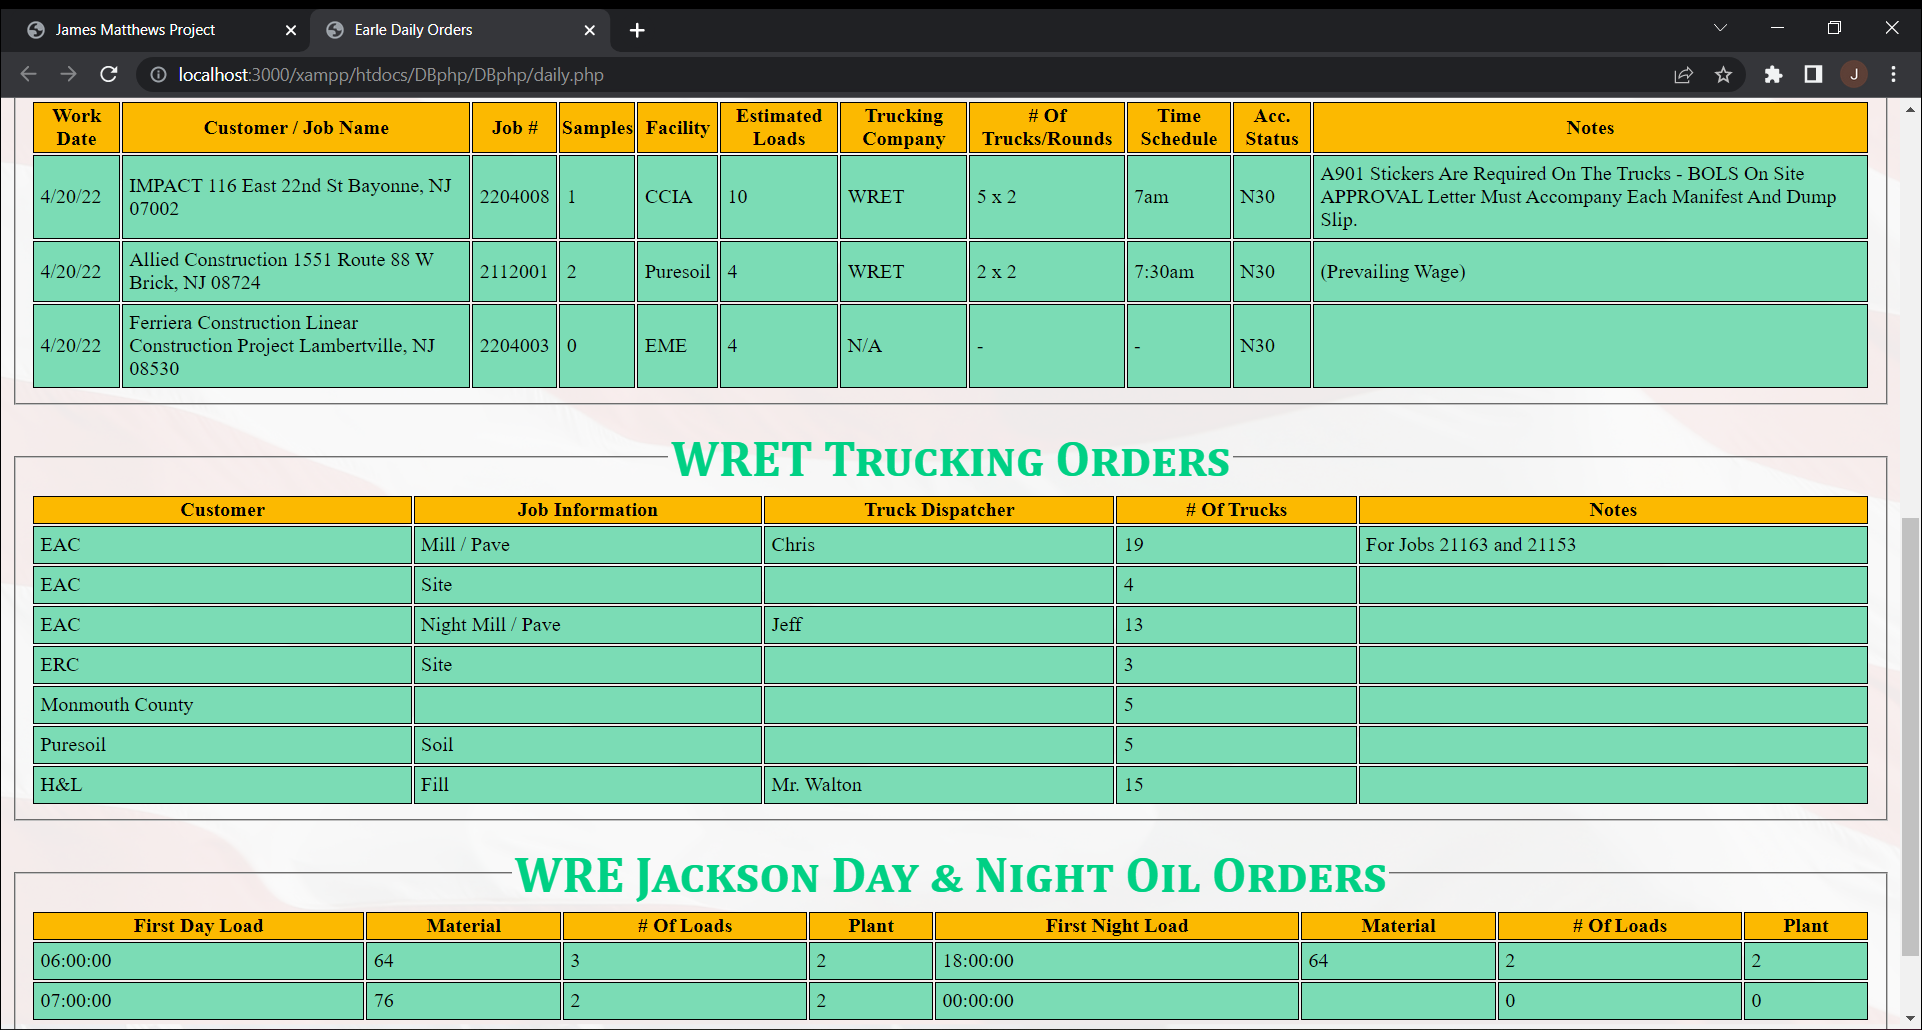 James Matthews Project
Earle Daily Orders
localhost:3000/xampp/htdocs/DBphp/DBphp/daily.php
J
Work Date Customer / Job Name Job # Samples Facility Estimated Loads Trucking Company # Of Trucks/Rounds Time Schedule Acc. Status Notes
4/20/22 IMPACT 116 East 22nd St Bayonne, NJ 07002 2204008 1 CCIA 10 WRET 5 x 2 7am N30 A901 Stickers Are Required On The Trucks - BOLS On Site APPROVAL Letter Must Accompany Each Manifest And Dump Slip.
4/20/22 Allied Construction 1551 Route 88 W Brick, NJ 08724 2112001 2 Puresoil 4 WRET 2 x 2 7:30am N30 (Prevailing Wage)
4/20/22 Ferriera Construction Linear Construction Project Lambertville, NJ 08530 2204003 0 EME 4 N/A - - N30
WRET Trucking Orders
Customer Job Information Truck Dispatcher # Of Trucks Notes
EAC Mill / Pave Chris 19 For Jobs 21163 and 21153
EAC Site 4
EAC Night Mill / Pave Jeff 13
ERC Site 3
Monmouth County 5
Puresoil Soil 5
H&L Fill Mr. Walton 15
WRE Jackson Day & Night Oil Orders
First Day Load Material # Of Loads Plant First Night Load Material # Of Loads Plant
06:00:00 64 3 2 18:00:00 64 2 2
07:00:00 76 2 2 00:00:00 0 0